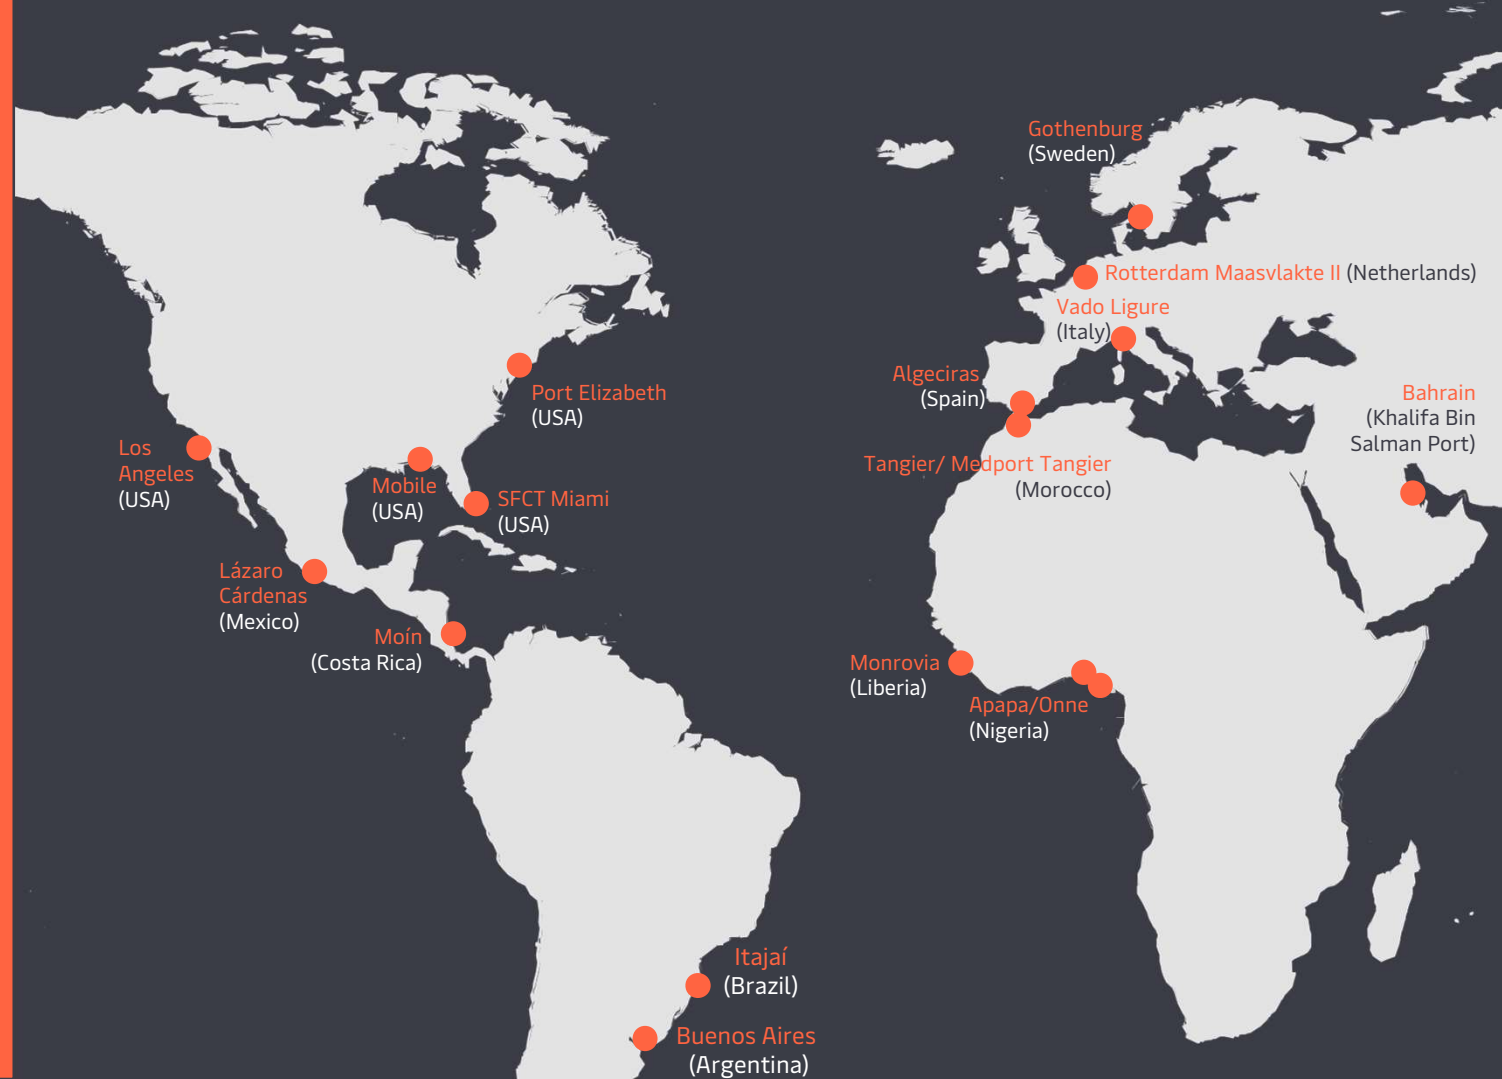 Gothenburg
(Sweden)
Rotterdam Maasvlakte II (Netherlands)
Vado Ligure
(Italy)
Algeciras
(Spain)
Bahrain
(Khalifa Bin
Salman Port)
Port Elizabeth
(USA)
Los
Angeles
(USA)
Mobile
(USA)
SFCT Miami
(USA)
Tangier/ Medport Tangier
(Morocco)
Lázaro
Cárdenas
(Mexico)
Moín
(Costa Rica)
Monrovia
(Liberia)
Apapa/Onne
(Nigeria)
Itajaí
(Brazil)
Buenos Aires
(Argentina)